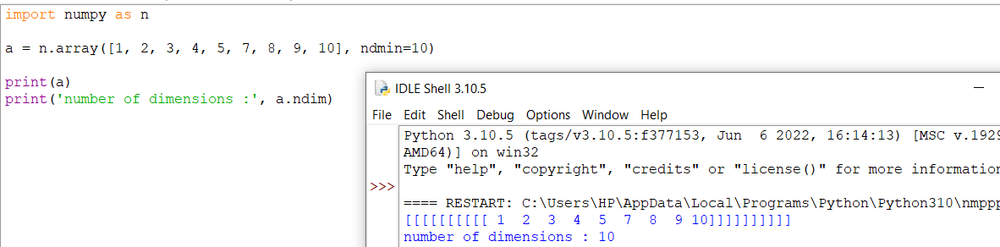 import numpy as n
a = n.array([1, 2, 3, 4, 5, 7, 8, 9, 10], ndmin=10)
print(a)
print('number of dimensions :', a.ndim)
IDLE Shell 3.10.5
File Edit Shell Debug Options Window Help
Python 3.10.5 (tags/v3.10.5:f377153, Jun  6 2022, 16:14:13) [MSC v.1929
AMD64)] on win32
Type "help", "copyright", "credits" or "license()" for more information
>>>
==== RESTART: C:\Users\HP\AppData\Local\Programs\Python\Python310\nmppp
[[[[[[[[[[ 1  2  3  4  5  7  8  9 10]]]]]]]]]]
number of dimensions : 10